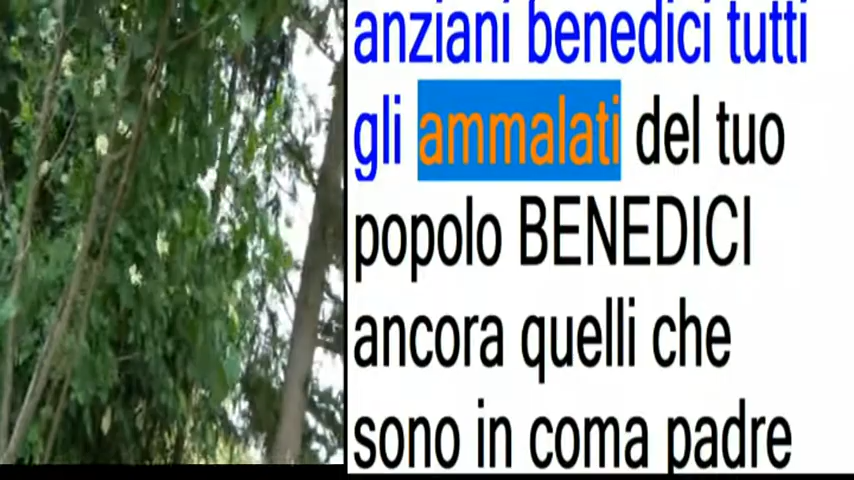 anziani benedici tutti
gli ammalati del tuo
popolo BENEDICI
ancora quelli che
sono in coma padre